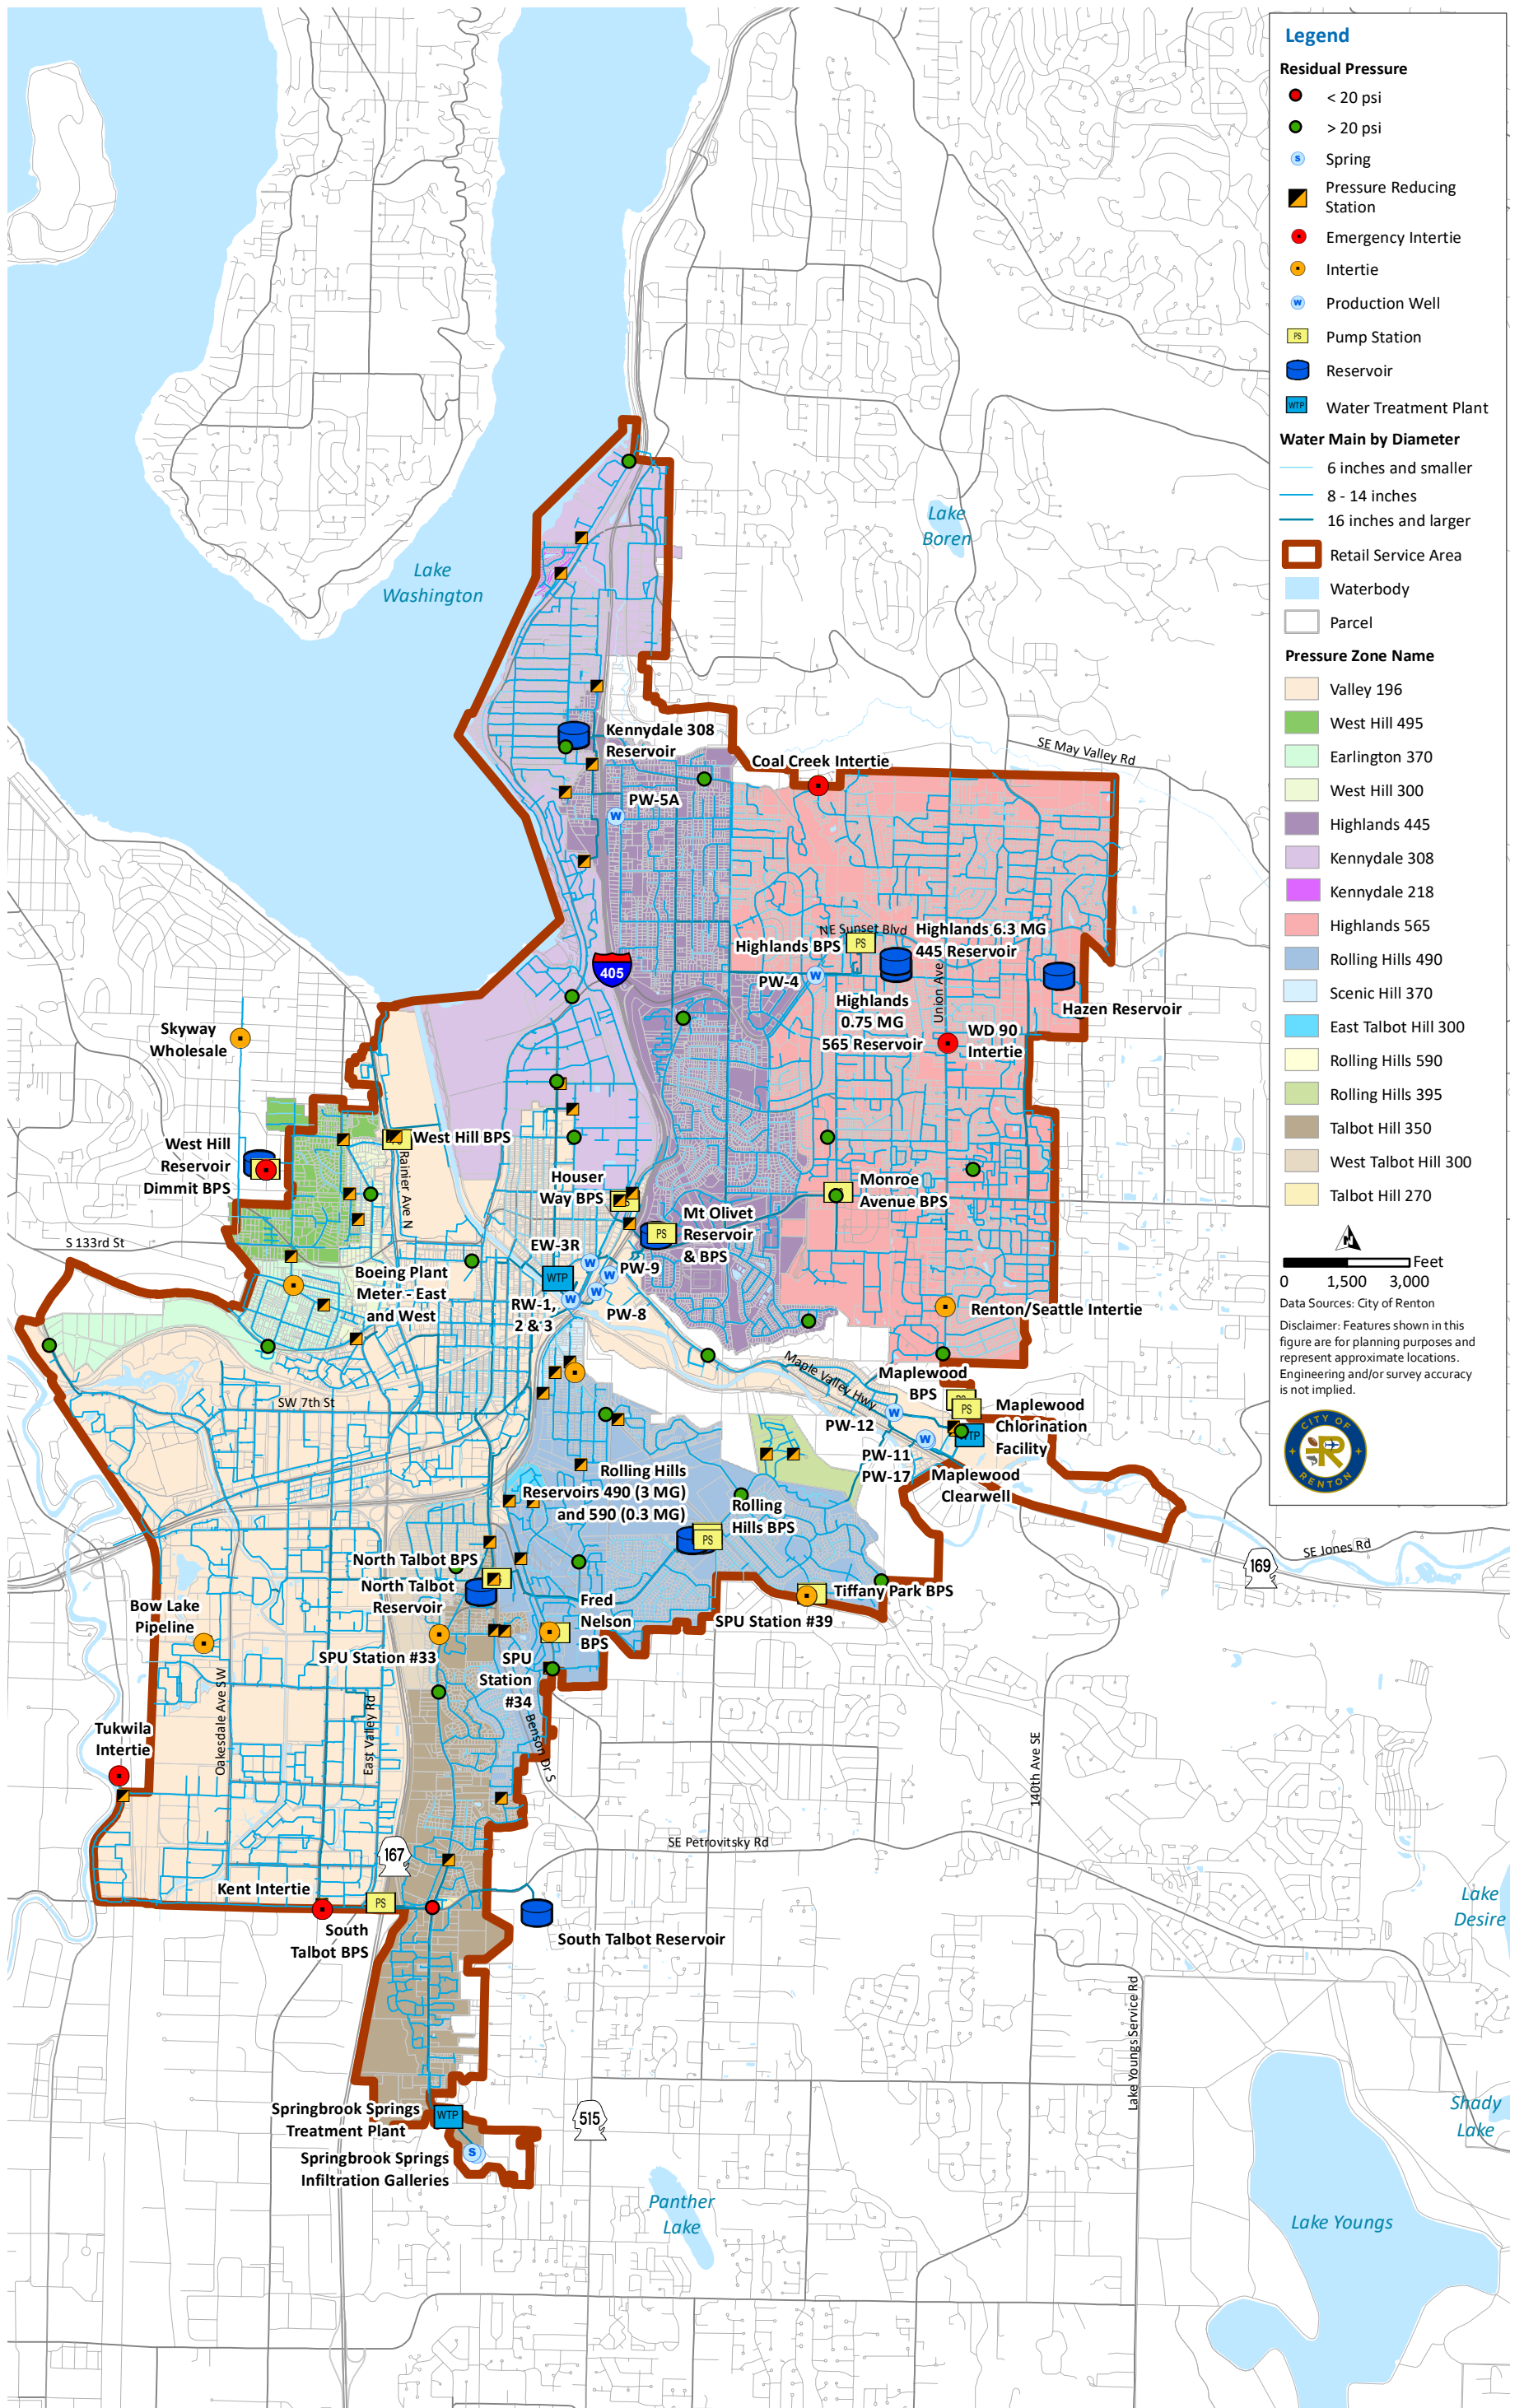 Legend
Residual Pressure
< 20 psi
> 20 psi
S
Spring
Pressure Reducing
Station
Emergency Intertie
Intertie
W
Production Well
PS
Pump Station
Reservoir
WTP
Water Treatment Plant
Water Main by Diameter
6 inches and smaller
8 - 14 inches
16 inches and larger
Retail Service Area
Waterbody
Parcel
Pressure Zone Name
Valley 196
West Hill 495
Earlington 370
West Hill 300
Highlands 445
Kennydale 308
Kennydale 218
Highlands 565
Rolling Hills 490
Scenic Hill 370
East Talbot Hill 300
Rolling Hills 590
Rolling Hills 395
Talbot Hill 350
West Talbot Hill 300
Talbot Hill 270
Feet
0 1,500 3,000
Data Sources: City of Renton
Disclaimer: Features shown in this
figure are for planning purposes and
represent approximate locations.
Engineering and/or survey accuracy
is not implied.
CITY OF
R
RENTON
Lake
Boren
Lake
Washington
Kennydale 308
Reservoir
SE May Valley Rd
Coal Creek Intertie
PW-5A
W
NE Sunset Blvd
Highlands 6.3 MG
445 Reservoir
Highlands BPS
PS
405
PW-4
W
Highlands
0.75 MG
565 Reservoir
Union Ave
Hazen Reservoir
WD 90
Intertie
Skyway
Wholesale
West Hill
Reservoir
Dimmit BPS
West Hill BPS
Rainier Ave N
Houser
Way BPS
Monroe
Avenue BPS
Mt Olivet
Reservoir
& BPS
PS
S 133rd St
EW-3R
WTP
W
W
W
W
PW-9
PW-8
RW-1,
2 & 3
Boeing Plant
Meter - East
and West
Renton/Seattle Intertie
Maple Valley Hwy
Maplewood
BPS
PS
Maplewood
Chlorination
Facility
SW 7th St
W
PW-12
W
PW-11
PW-17
Maplewood
Clearwell
Rolling Hills
Reservoirs 490 (3 MG)
and 590 (0.3 MG)
Rolling
Hills BPS
PS
SE Jones Rd
169
North Talbot BPS
North Talbot
Reservoir
Tiffany Park BPS
SPU Station #39
Fred
Nelson
BPS
Bow Lake
Pipeline
SPU Station #33
SPU
Station
#34
Oakesdale Ave SW
East Valley Rd
Benson Dr S
Tukwila
Intertie
140th Ave SE
SE Petrovitsky Rd
167
Kent Intertie
PS
South
Talbot BPS
South Talbot Reservoir
Lake
Desire
Lake Youngs Service Rd
Springbrook Springs
Treatment Plant
WTP
515
Springbrook Springs
Infiltration Galleries
S
Shady
Lake
Panther
Lake
Lake Youngs